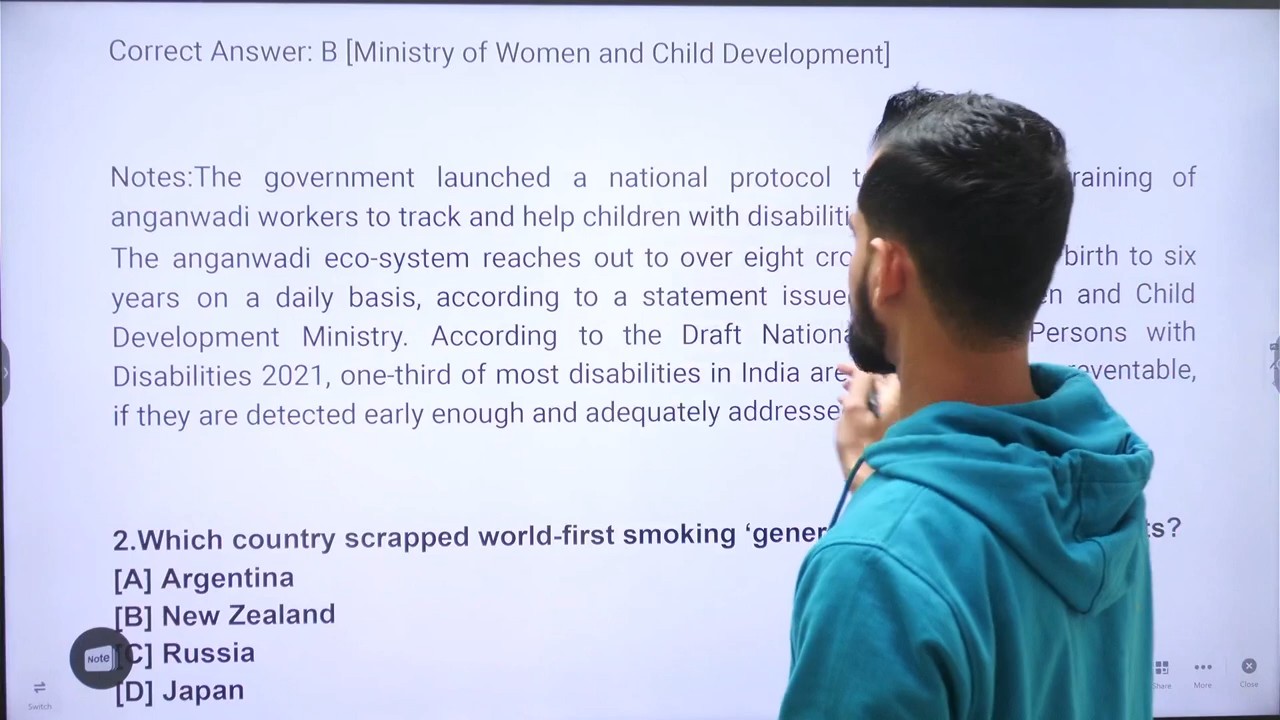 Correct Answer: B [Ministry of Women and Child Development]
Notes:The government launched a national protocol raining of
anganwadi workers to track and help children with disabiliti
The anganwadi eco-system reaches out to over eight cro birth to six
years on a daily basis, according to a statement issue n and Child
Development Ministry. According to the Draft Nationa Persons with
Disabilities 2021, one-third of most disabilities in India are eventable,
if they are detected early enough and adequately addresse
2.Which country scrapped world-first smoking ‘gener ts?
[A] Argentina
[B] New Zealand
[C] Russia
[D] Japan
Note
Switch
Share More Close